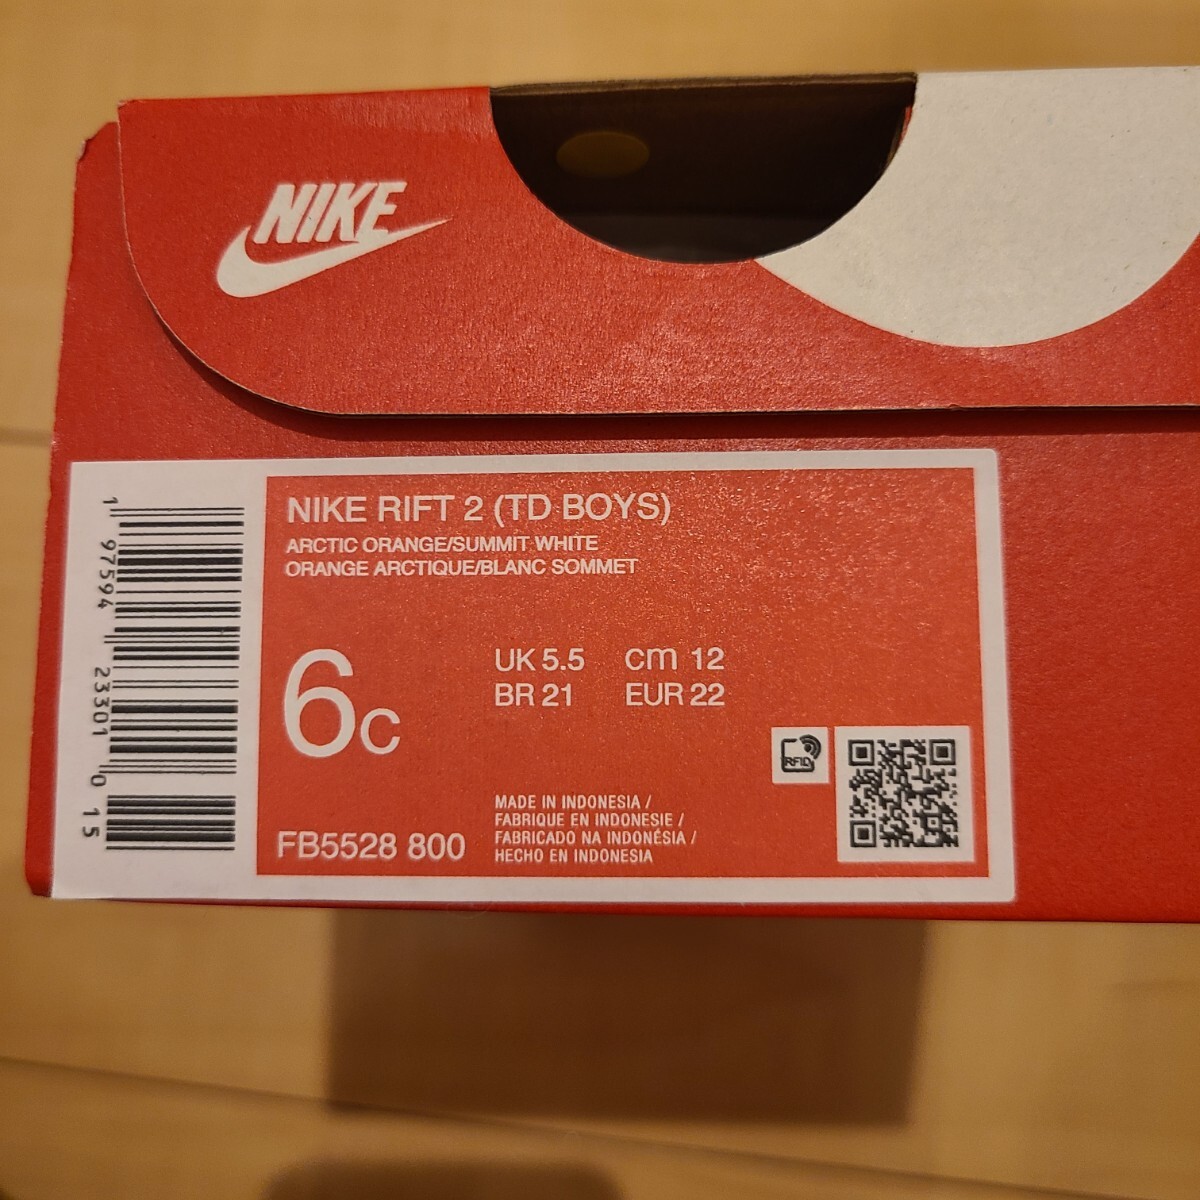 NIKE
NIKE RIFT 2 (TD BOYS)
ARCTIC ORANGE/SUMMIT WHITE
ORANGE ARCTIQUE/BLANC SOMMET
6C
UK 5.5 cm 12
BR 21 EUR 22
RFID
FB5528 800
MADE IN INDONESIA /
FABRIQUE EN INDONESIE /
FABRICADO NA INDONÉSIA /
HECHO EN INDONESIA
1 97594 23301 0 15